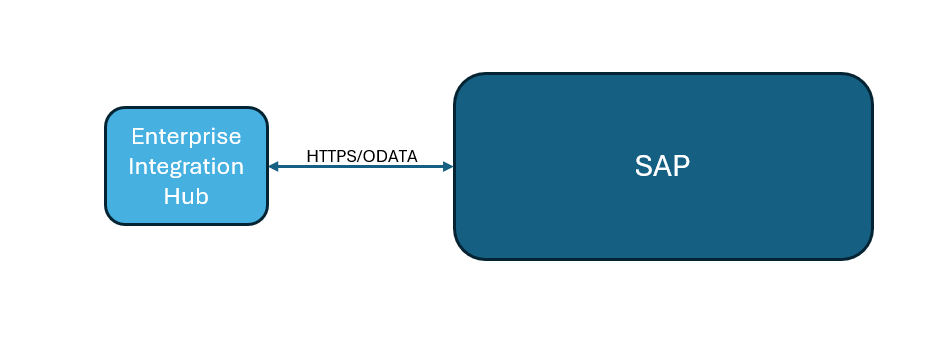 Enterprise
Integration
Hub
HTTPS/ODATA
SAP